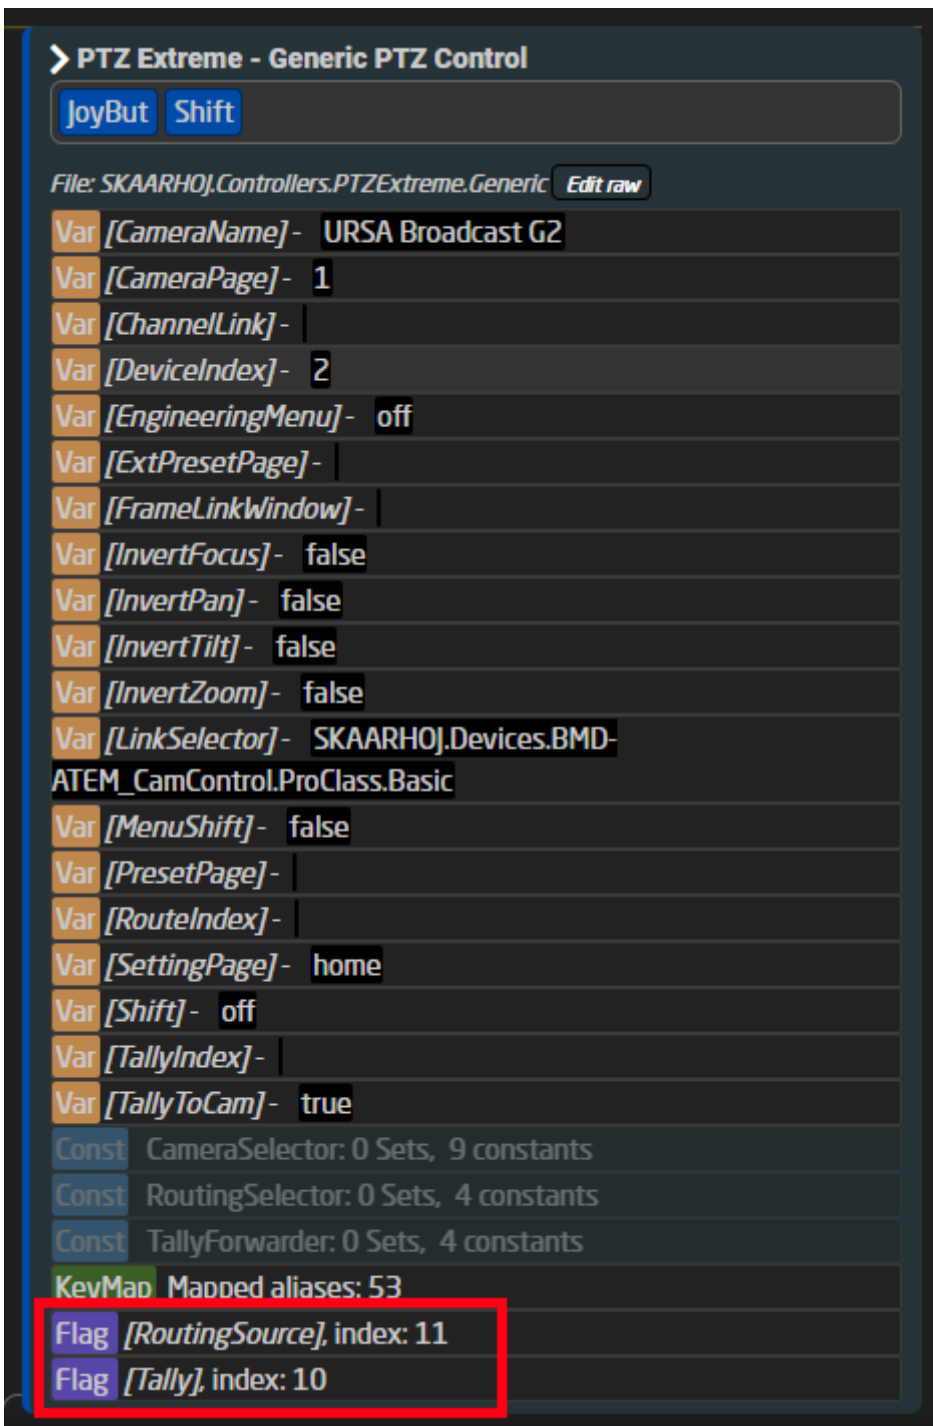 PTZ Extreme - Generic PTZ Control
JoyBut Shift
File: SKAARHOJ.Controllers.PTZExtreme.Generic Edit raw
Var [CameraName] - URSA Broadcast G2
Var [CameraPage] - 1
Var [ChannelLink] -
Var [DeviceIndex] - 2
Var [EngineeringMenu] - off
Var [ExtPresetPage] -
Var [FrameLinkWindow] -
Var [InvertFocus] - false
Var [InvertPan] - false
Var [InvertTilt] - false
Var [InvertZoom] - false
Var [LinkSelector] - SKAARHOJ.Devices.BMD-
ATEM_CamControl.ProClass.Basic
Var [MenuShift] - false
Var [PresetPage] -
Var [RouteIndex] -
Var [SettingPage] - home
Var [Shift] - off
Var [TallyIndex] -
Var [TallyToCam] - true
Const CameraSelector: 0 Sets, 9 constants
Const RoutingSelector: 0 Sets, 4 constants
Const TallyForwarder: 0 Sets, 4 constants
KeyMap Mapped aliases: 53
Flag [RoutingSource], index: 11
Flag [Tally], index: 10